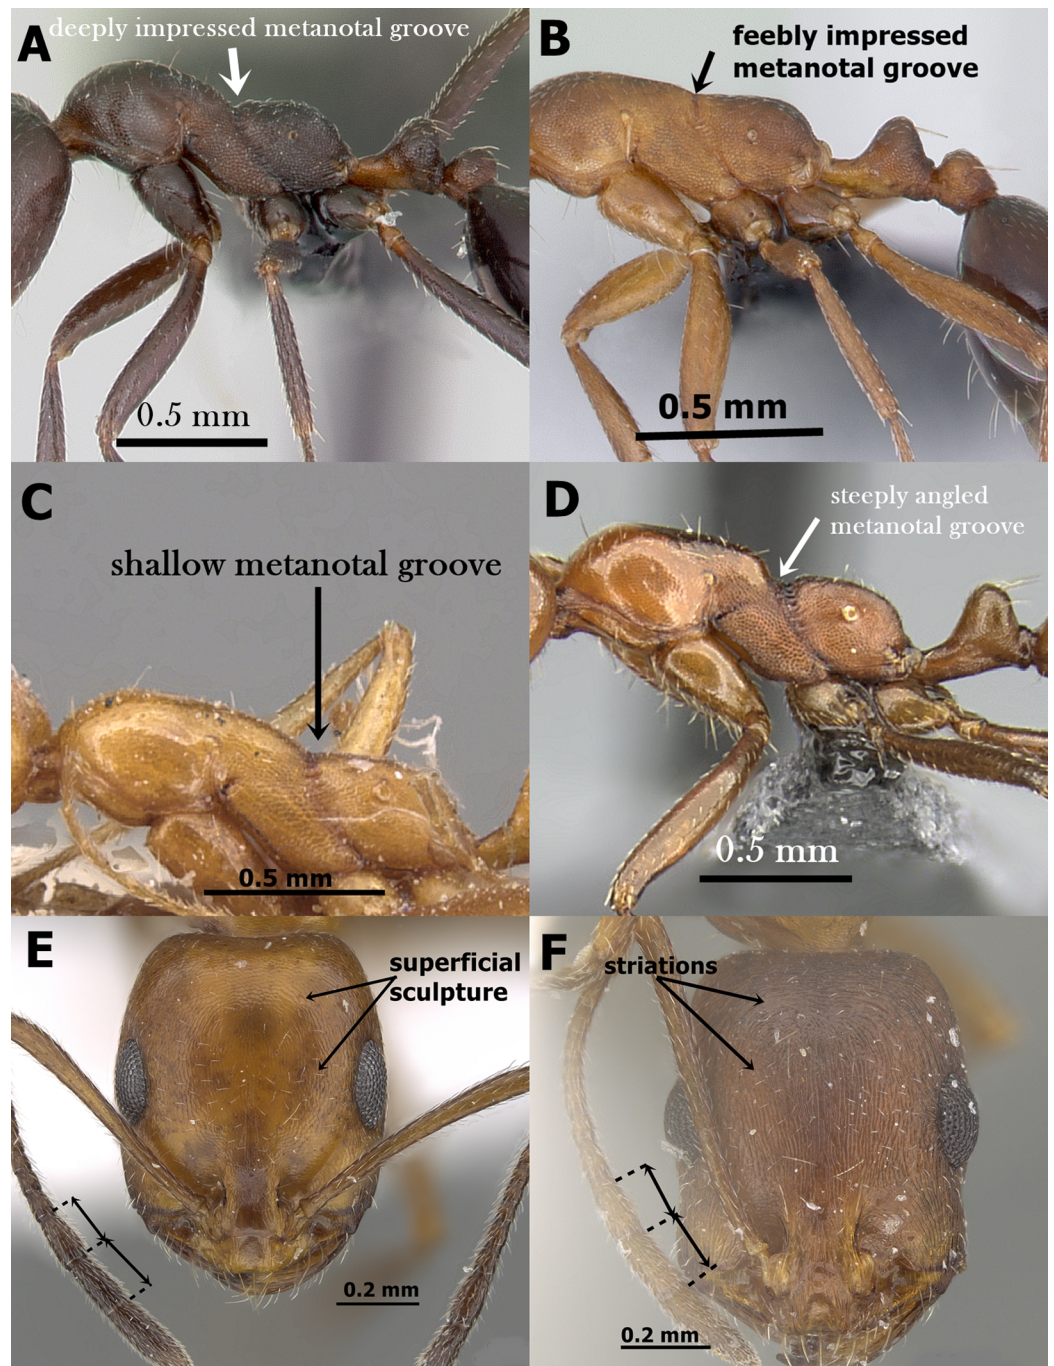 A
deeply impressed metanotal groove
0.5 mm
B
feebly impressed
metanotal groove
0.5 mm
C
shallow metanotal groove
0.5 mm
D
steeply angled
metanotal groove
0.5 mm
E
superficial
sculpture
0.2 mm
F
striations
0.2 mm